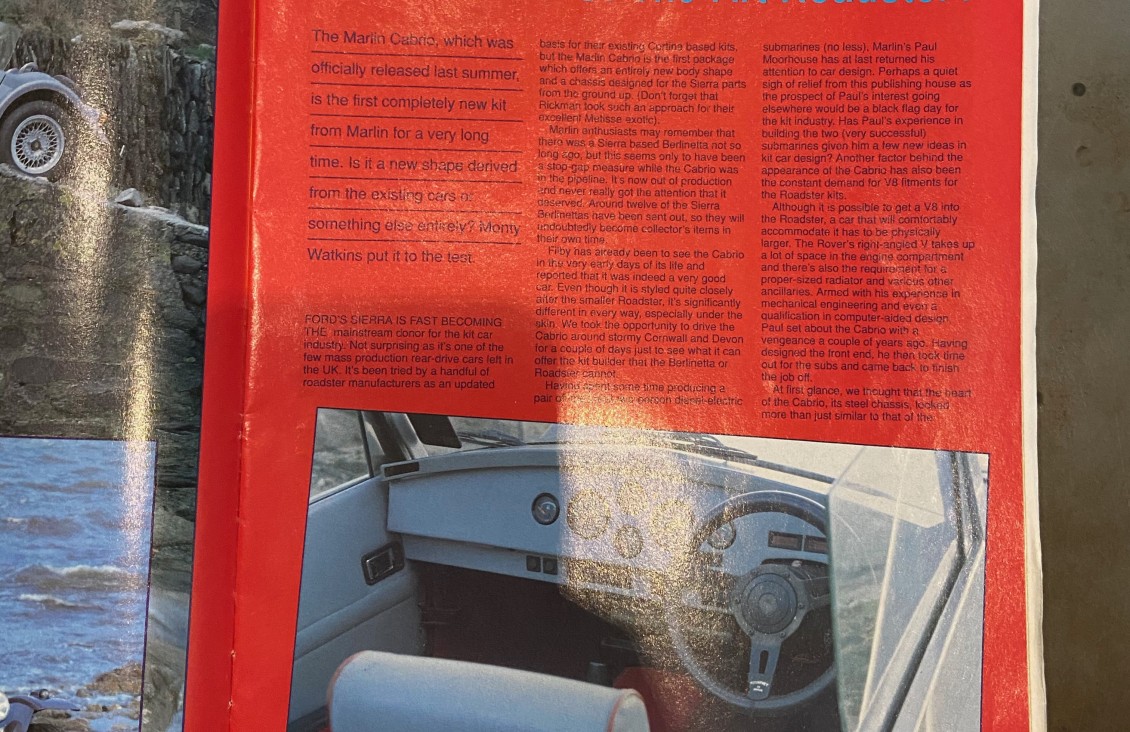 The Marlin Cabrio, which was
officially released last summer,
is the first completely new kit
from Marlin for a very long
time. Is it a new shape derived
from the existing cars or
something else entirely? Monty
Watkins put it to the test.
FORD'S SIERRA IS FAST BECOMING
THE mainstream donor for the kit car
industry. Not surprising as it's one of the
few mass production rear-drive cars left in
the UK. It's been tried by a handful of
roadster manufacturers as an updated
basis for their existing Cortina based kits,
but the Marlin Cabrio is the first package
which offers an entirely new body shape
and a chassis designed for the Sierra parts
from the ground up. (Don't forget that
Rickman took such an approach for their
excellent Metisse exotic).
Marlin enthusiasts may remember that
there was a Sierra based Berlinetta not so
long ago, but this seems only to have been
a stop-gap measure while the Cabrio was
in the pipeline. It's now out of production
and never really got the attention that it
deserved. Around twelve of the Sierra
Berlinettas have been sent out, so they will
undoubtedly become collector's items in
their own time.
Filby has already been to see the Cabrio
in the very early days of its life and
reported that it was indeed a very good
car. Even though it is styled quite closely
after the smaller Roadster, it's significantly
different in every way, especially under the
skin. We took the opportunity to drive the
Cabrio around stormy Cornwall and Devon
for a couple of days just to see what it can
offer the kit builder that the Berlinetta or
Roadster cannot.
Having spent some time producing a
pair of two person diesel-electric
submarines (no less), Marlin's Paul
Moorhouse has at last returned his
attention to car design. Perhaps a quiet
sigh of relief from this publishing house as
the prospect of Paul's interest going
elsewhere would be a black flag day for
the kit industry. Has Paul's experience in
building the two (very successful)
submarines given him a few new ideas in
kit car design? Another factor behind the
appearance of the Cabrio has also been
the constant demand for V8 fitments for
the Roadster kits.
Although it is possible to get a V8 into
the Roadster, a car that will comfortably
accommodate it has to be physically
larger. The Rover's right-angled V takes up
a lot of space in the engine compartment
and there's also the requirement for a
proper-sized radiator and various other
ancillaries. Armed with his experience in
mechanical engineering and even a
qualification in computer-aided design,
Paul set about the Cabrio with a
vengeance a couple of years ago. Having
designed the front end, he then took time
out for the subs and came back to finish
the job off.
At first glance, we thought that the heart
of the Cabrio, its steel chassis, looked
more than just similar to that of the